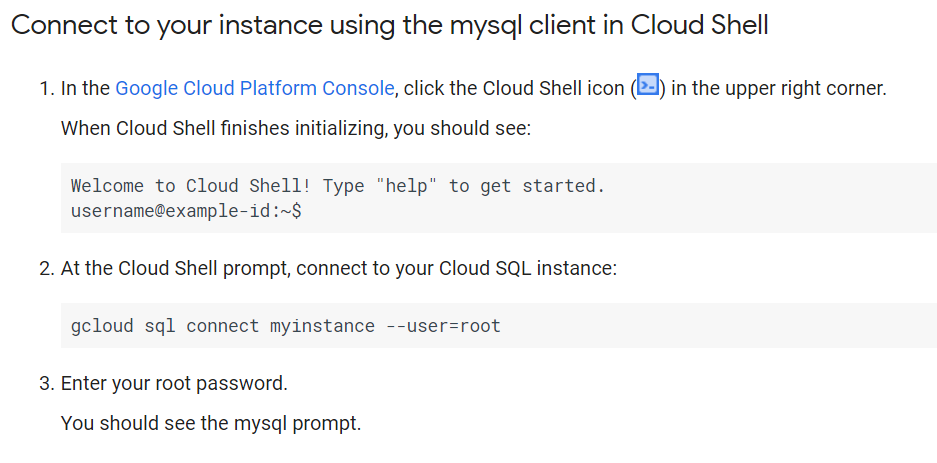 Connect to your instance using the mysql client in Cloud Shell
1. In the Google Cloud Platform Console, click the Cloud Shell icon ( ) in the upper right corner.
When Cloud Shell finishes initializing, you should see:
Welcome to Cloud Shell! Type "help" to get started.
username@example-id:~$
2. At the Cloud Shell prompt, connect to your Cloud SQL instance:
gcloud sql connect myinstance --user=root
3. Enter your root password.
You should see the mysql prompt.